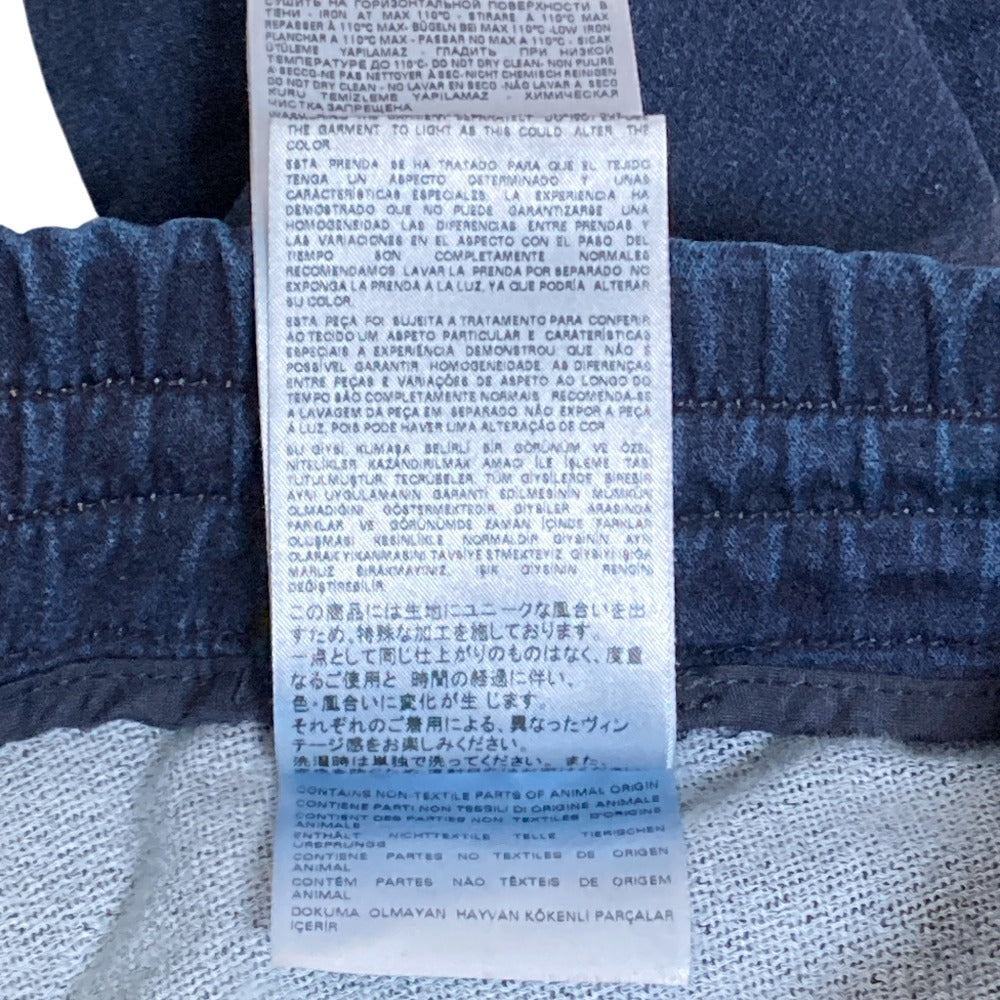 СУШИТЬ НА ГОРИЗОНТАЛЬНОЙ ПОВЕРХНОСТИ В
ТЕНИ - IRON AT MAX 110°C - STIRARE A 110°C MAX
REPASSER À 110°C MAX- BÜGELN BEI MAX 110°C -LOW IRON
PLANCHAR A 110°C MAX - PASSAR NO MAX A 110°C - SICAK
ÜTÜLEME YAPILAMAZ - ГЛАДИТЬ ПРИ НИЗКОЙ
ТЕМПЕРАТУРЕ ДО 110°C- DO NOT DRY CLEAN - NON PULIRE
A SECCO-NE PAS NETTOYER À SEC- NICHT CHEMISCH REINIGEN
DO NOT DRY CLEAN - NO LAVAR EN SECO - NÃO LAVAR A SECO
KURU TEMİZLEME YAPILAMAZ - ХИМИЧЕСКАЯ
ЧИСТКА ЗАПРЕЩЕНА
THE GARMENT TO LIGHT AS THIS COULD ALTER THE
COLOR
ESTA PRENDA SE HA TRATADO PARA QUE EL TEJIDO
TENGA UN ASPECTO DETERMINADO Y UNAS
CARACTERÍSTICAS ESPECIALES. LA EXPERIENCIA HA
DEMOSTRADO QUE NO PUEDE GARANTIZARSE UNA
HOMOGENEIDAD. LAS DIFERENCIAS ENTRE PRENDAS Y
LAS VARIACIONES EN EL ASPECTO CON EL PASO DEL
TIEMPO SON COMPLETAMENTE NORMALES
RECOMENDAMOS LAVAR LA PRENDA POR SEPARADO. NO
EXPONGA LA PRENDA A LA LUZ, YA QUE PODRÍA ALTERAR
SU COLOR.
ESTA PEÇA FOI SUJEITA A TRATAMENTO PARA CONFERIR
AO TECIDO UM ASPETO PARTICULAR E CARATERÍSTICAS
ESPECIAIS A EXPERIÊNCIA DEMONSTROU QUE NÃO É
POSSÍVEL GARANTIR HOMOGENEIDADE. AS DIFERENÇAS
ENTRE PEÇAS E VARIAÇÕES DE ASPETO AO LONGO DO
TEMPO SÃO COMPLETAMENTE NORMAIS RECOMENDA-SE
A LAVAGEM DA PEÇA EM SEPARADO NÃO EXPOR A PEÇA
À LUZ, POIS PODE HAVER UMA ALTERAÇÃO DE COR
BU GİYSİ, KUMAŞA BELİRLİ BİR GÖRÜNÜM VE ÖZEL
NİTELİKLER KAZANDIRILMAK AMACI İLE İŞLEME TABİ
TUTULMUŞTUR TECRÜBELER, TÜM GİYSİLERDE BİREBİR
AYNI UYGULAMANIN GARANTİ EDİLMESİNİN MÜMKÜN
OLMADIĞINI GÖSTERMEKTEDİR GİYSİLER ARASINDA
FARKLAR VE GÖRÜNÜMDE ZAMAN İÇİNDE FARKLAR
OLUŞMASI KESİNLİKLE NORMALDİR. GİYSİNİN AYRI
OLARAK YIKANMASINI TAVSİYE ETMEKTEYİZ GİYSİYİ IŞIĞA
MARUZ BIRAKMAYINIZ, IŞIK GİYSİNİN RENGİNİ
DEĞİŞTİREBİLİR
この商品には生地にユニークな風合いを出
すため、特殊な加工を施しております。
一点として同じ仕上がりのものはなく、度重
なるご使用と 時間の経過に伴い、
色・風合いに変化が生じます。
それぞれのご着用による、異なったヴィン
テージ感をお楽しみください。
洗濯時は単独で洗ってください。また、
CONTAINS NON-TEXTILE PARTS OF ANIMAL ORIGIN
CONTIENE PARTI NON TESSILI DI ORIGINE ANIMALE
CONTIENT DES PARTIES NON TEXTILES D'ORIGINE
ANIMALE
ENTHÄLT NICHTTEXTILE TEILE TIERISCHEN
URSPRUNGS
CONTIENE PARTES NO TEXTILES DE ORIGEN
ANIMAL
CONTÉM PARTES NÃO TÊXTEIS DE ORIGEM
ANIMAL
DOKUMA OLMAYAN HAYVAN KÖKENLİ PARÇALAR
İÇERİR